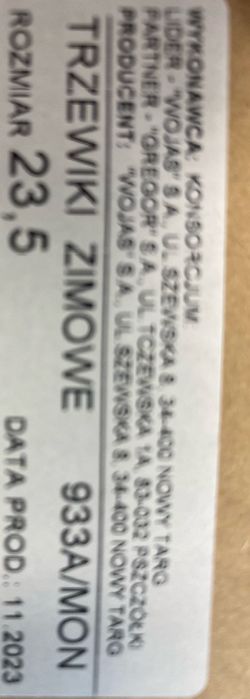 WYKONAWCA: KONSORCJUM:
LIDER - "WOJAS" S.A., UL. SZEWSKA 8, 34-400 NOWY TARG
PARTNER - "GREGOR" S.A., UL. TCZEWSKA 1A, 83-032 PSZCZÓŁKI
PRODUCENT: "WOJAS" S.A., UL. SZEWSKA 8, 34-400 NOWY TARG
TRZEWIKI ZIMOWE 933A/MON
ROZMIAR 23,5 DATA PROD.: 11.2023